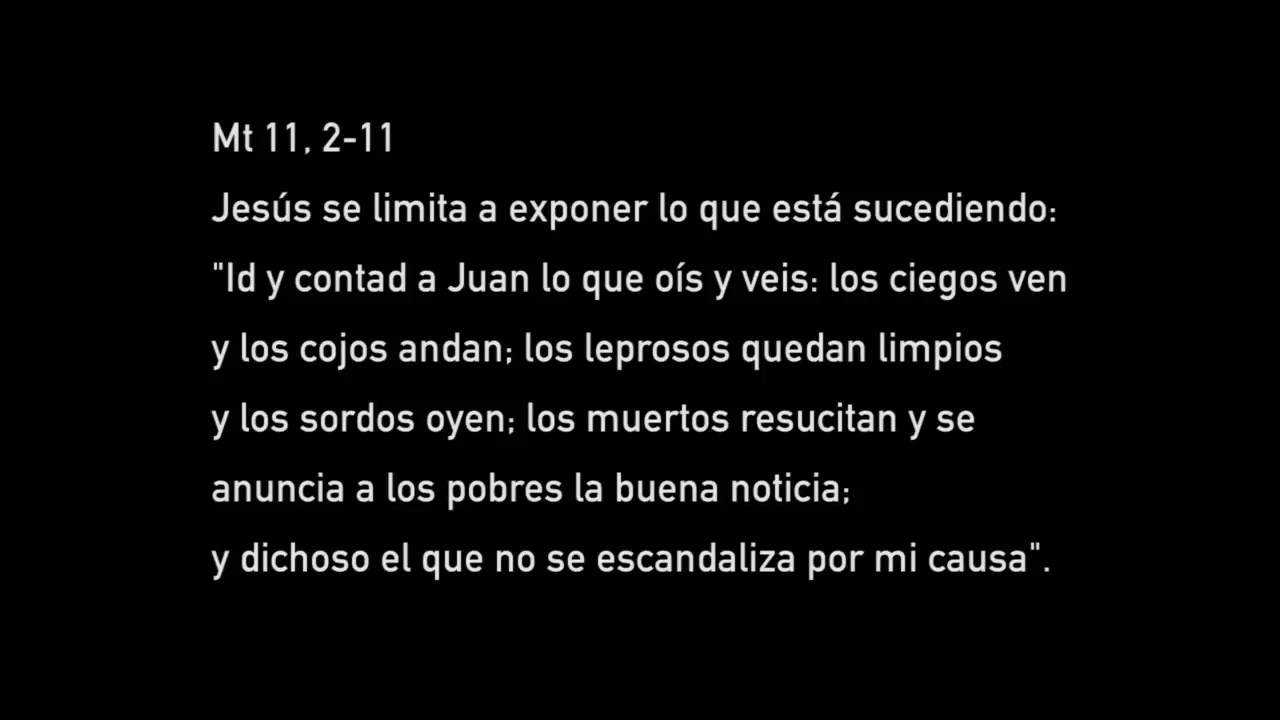 Mt 11, 2-11
Jesús se limita a exponer lo que está sucediendo:
"Id y contad a Juan lo que oís y veis: los ciegos ven
y los cojos andan; los leprosos quedan limpios
y los sordos oyen; los muertos resucitan y se
anuncia a los pobres la buena noticia;
y dichoso el que no se escandaliza por mi causa".